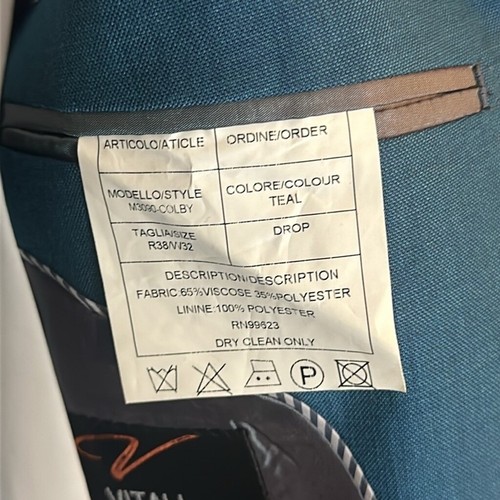 ARTICOLO/ATICLE ORDINE/ORDER
MODELLO/STYLE COLORE/COLOUR
M3090-COLBY TEAL
TAGLIA/SIZE DROP
R38/W32
DESCRIPTION/DESCRIPTION
FABRIC:65%VISCOSE 35%POLYESTER
LININE:100% POLYESTER
RN99623
DRY CLEAN ONLY
P
VITALI